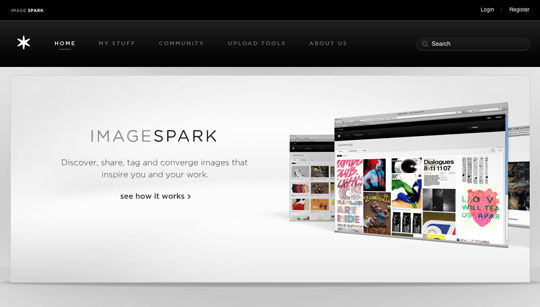 IMAGE SPARK
Login | Register
HOME MY STUFF COMMUNITY UPLOAD TOOLS ABOUT US
Search
IMAGESPARK
Discover, share, tag and converge images that
inspire you and your work.
see how it works >
Dialogues
8–11 11 07
LOVE
WILL TEA
US APAR